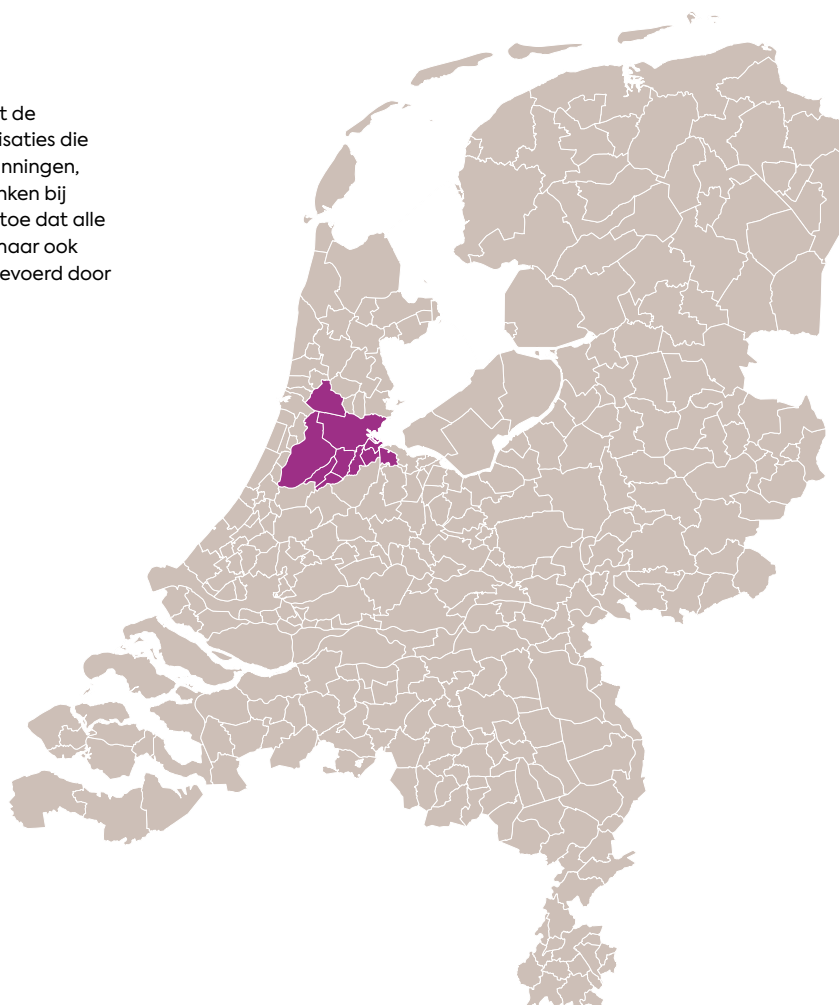 t de
isaties die
nningen,
nken bij
toe dat alle
naar ook
evoerd door